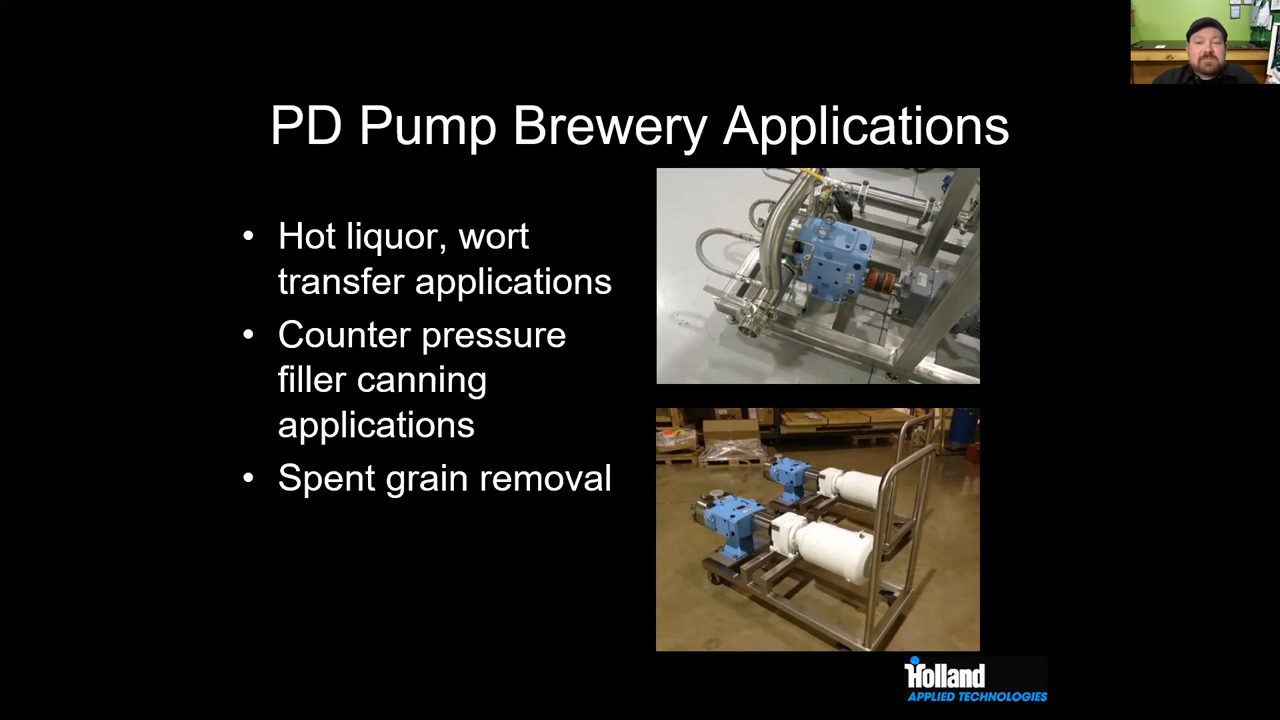 PD Pump Brewery Applications
• Hot liquor, wort
transfer applications
• Counter pressure
filler canning
applications
• Spent grain removal
Holland
APPLIED TECHNOLOGIES